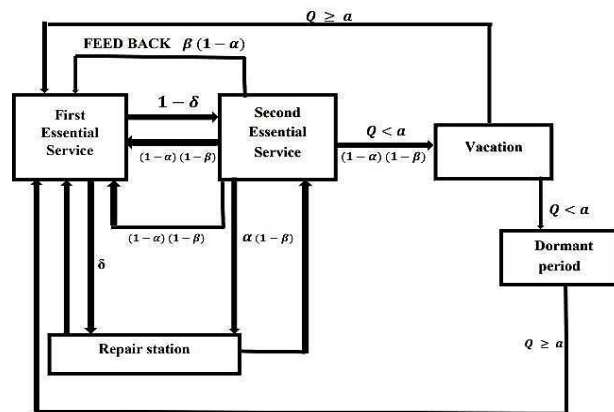 Q ≥ a
FEED BACK β (1−α)
First
Essential
Service
1 − δ
(1−α) (1−β)
Second
Essential
Service
Q < a
(1−α) (1−β)
Vacation
(1−α) (1−β)
α (1−β)
δ
Q < a
Dormant
period
Repair station
Q ≥ a